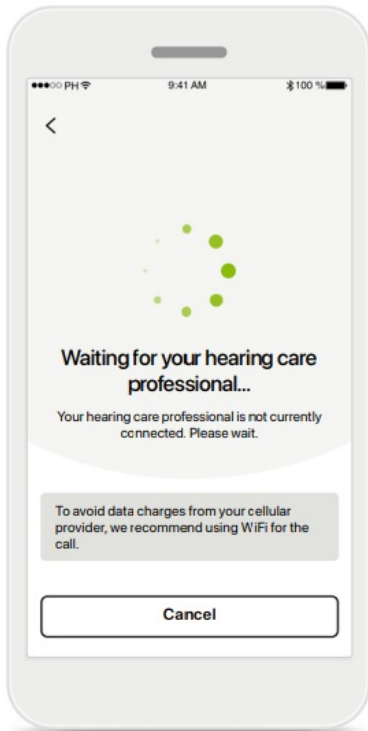 PH 9:41 AM 100 %
Waiting for your hearing care
professional...
Your hearing care professional is not currently
connected. Please wait.
To avoid data charges from your cellular
provider, we recommend using WiFi for the
call.
Cancel